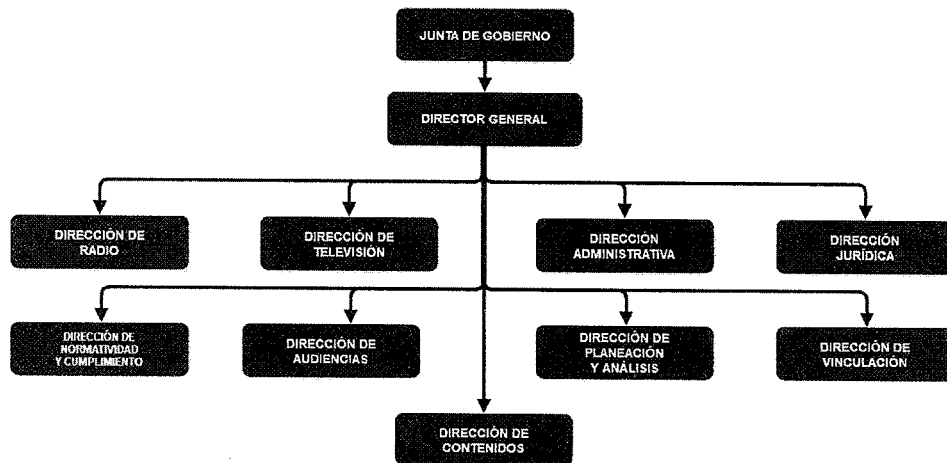 JUNTA DE GOBIERNO
DIRECTOR GENERAL
DIRECCIÓN DE
RADIO
DIRECCIÓN DE
TELEVISIÓN
DIRECCIÓN
ADMINISTRATIVA
DIRECCIÓN
JURÍDICA
DIRECCIÓN DE
NORMATIVIDAD
Y CUMPLIMIENTO
DIRECCIÓN DE
AUDIENCIAS
DIRECCIÓN DE
PLANEACIÓN
Y ANÁLISIS
DIRECCIÓN DE
VINCULACIÓN
DIRECCIÓN DE
CONTENIDOS